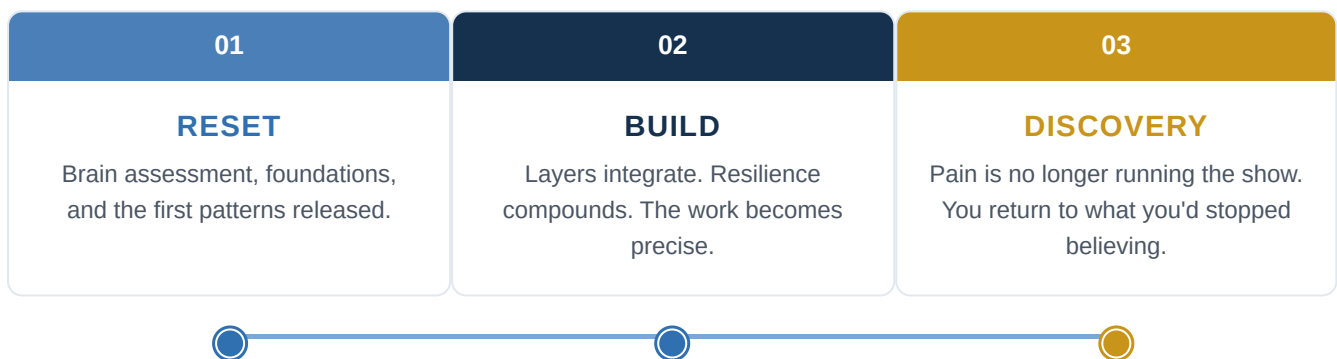 01
RESET
Brain assessment, foundations,
and the first patterns released.
02
BUILD
Layers integrate. Resilience
compounds. The work becomes
precise.
03
DISCOVERY
Pain is no longer running the show.
You return to what you'd stopped
believing.